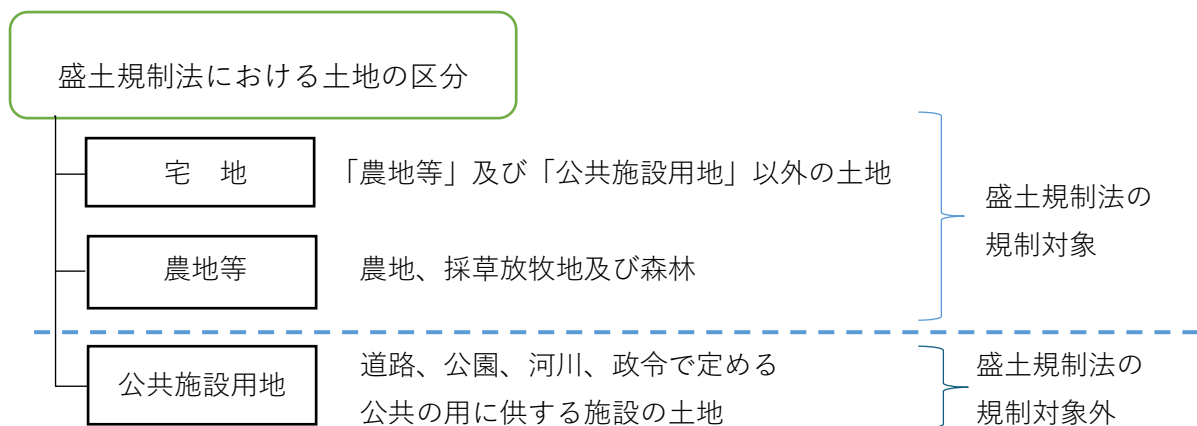 盛土規制法における土地の区分
宅　地
「農地等」及び「公共施設用地」以外の土地
農地等
農地、採草放牧地及び森林
盛土規制法の
規制対象
公共施設用地
道路、公園、河川、政令で定める
公共の用に供する施設の土地
盛土規制法の
規制対象外